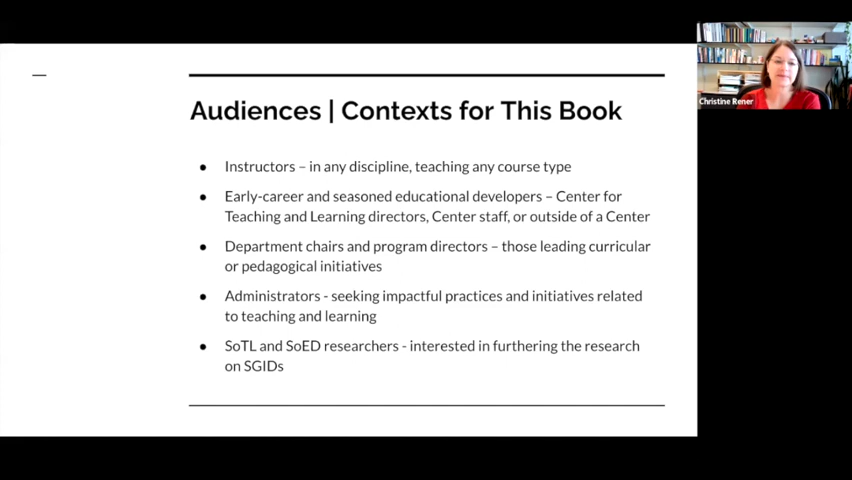 Audiences | Contexts for This Book
● Instructors – in any discipline, teaching any course type
● Early-career and seasoned educational developers – Center for
Teaching and Learning directors, Center staff, or outside of a Center
● Department chairs and program directors – those leading curricular
or pedagogical initiatives
● Administrators - seeking impactful practices and initiatives related
to teaching and learning
● SoTL and SoED researchers - interested in furthering the research
on SGIDs
Christine Rener